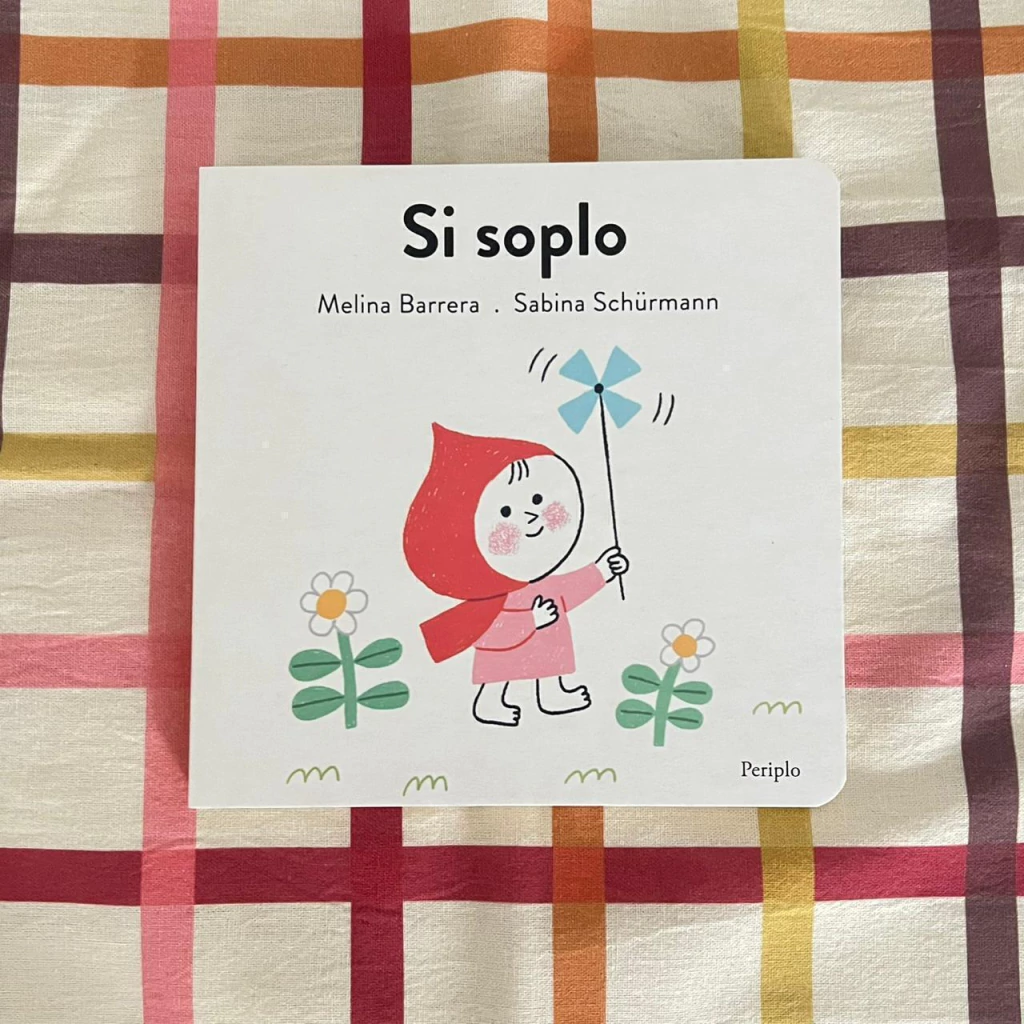 Si soplo
Melina Barrera . Sabina Schürmann
Periplo